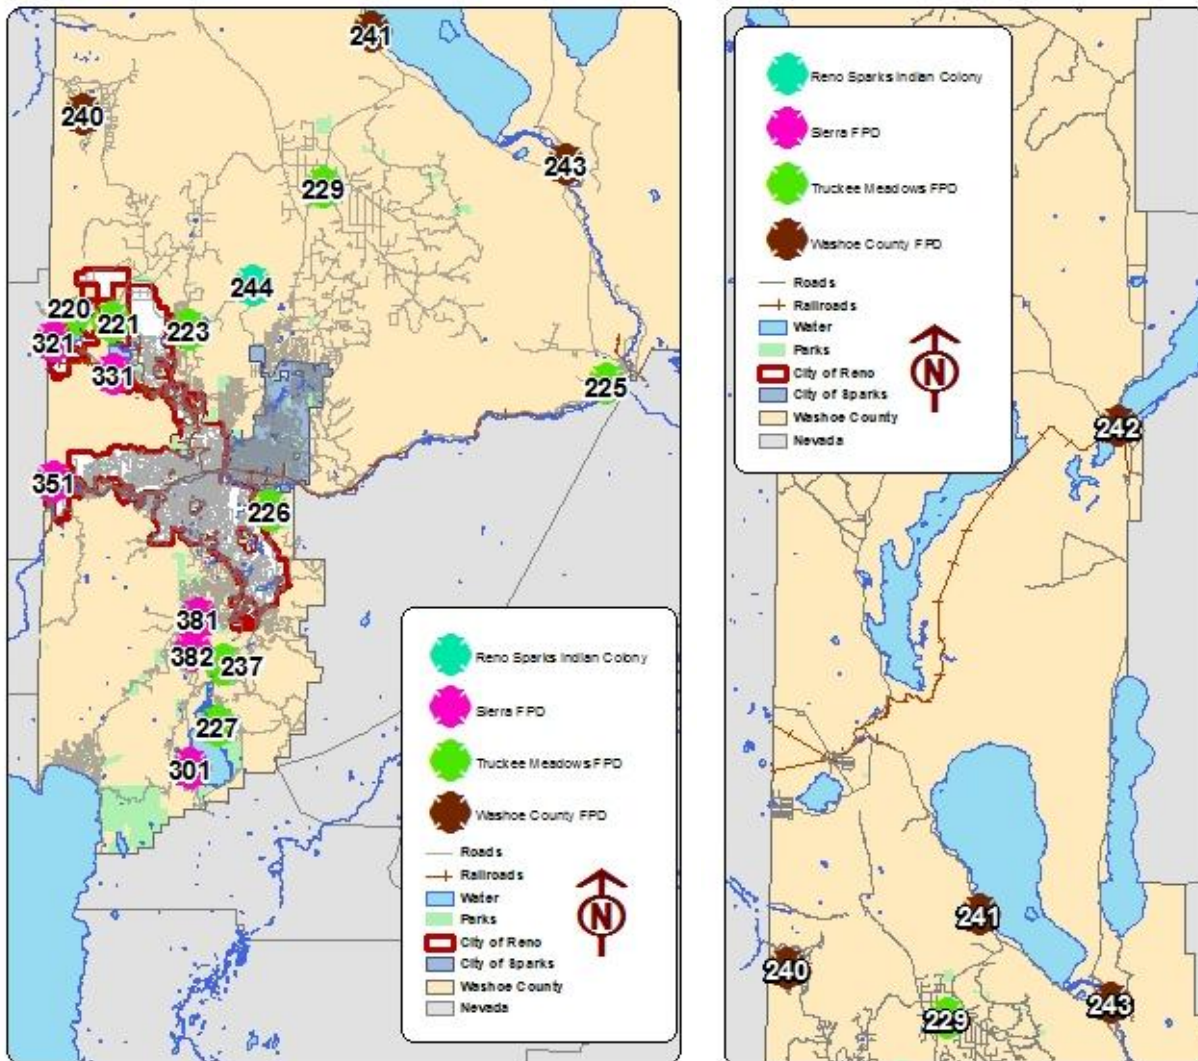 241
240
243
229
244
220
221
223
321
331
225
351
226
381
382
237
227
301
Reno Sparks Indian Colony
Sierra FPD
Truckee Meadows FPD
Washoe County FPD
Roads
Railroads
Water
Parks
City of Reno
City of Sparks
Washoe County
Nevada
N
Reno Sparks Indian Colony
Sierra FPD
Truckee Meadows FPD
Washoe County FPD
Roads
Railroads
Water
Parks
City of Reno
City of Sparks
Washoe County
Nevada
N
242
241
240
243
229